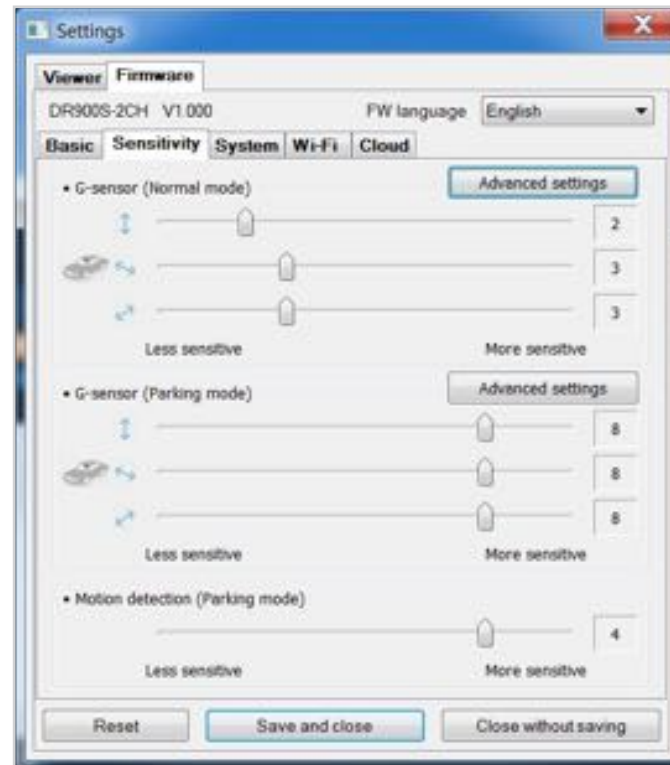 Settings
Viewer Firmware
DR900S-2CH V1.000 FW language English
Basic Sensitivity System Wi-Fi Cloud
• G-sensor (Normal mode) Advanced settings
2
3
3
Less sensitive More sensitive
• G-sensor (Parking mode) Advanced settings
8
8
8
Less sensitive More sensitive
• Motion detection (Parking mode)
4
Less sensitive More sensitive
Reset Save and close Close without saving